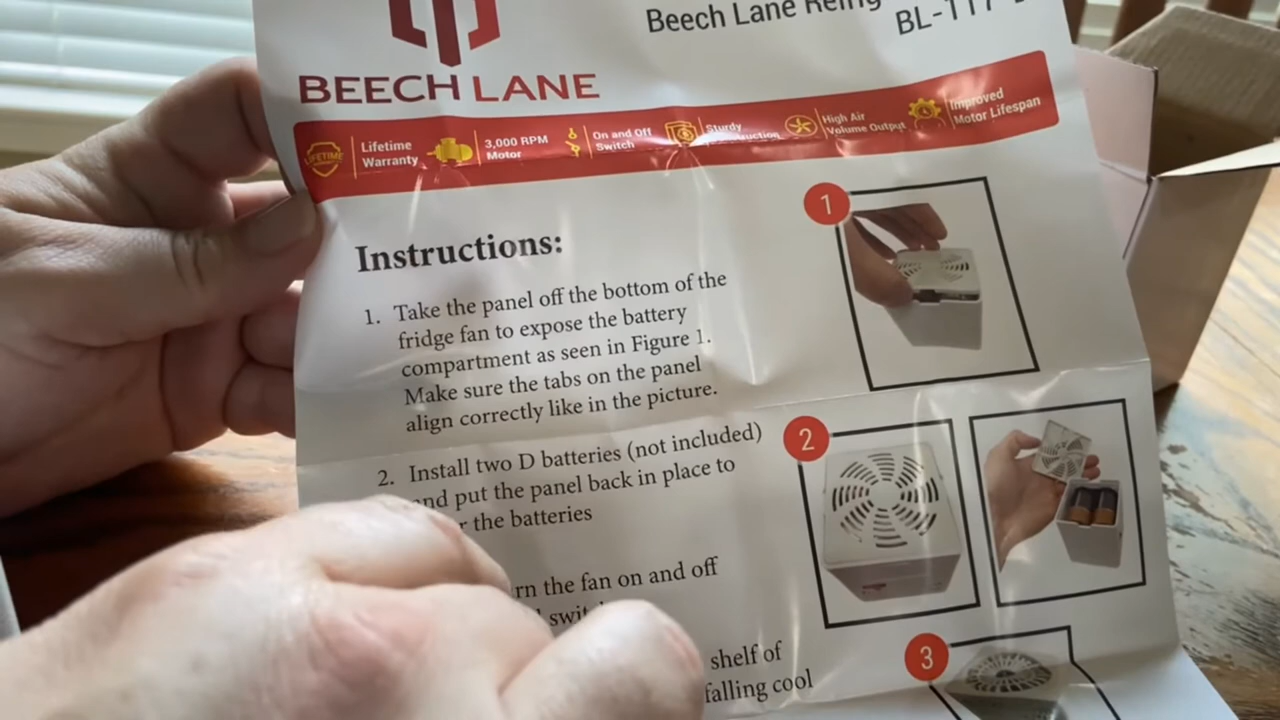 Beech Lane
BL-117
BEECH LANE
LIFETIME
Lifetime
Warranty
3,000 RPM
Motor
On and Off
Switch
Sturdy
High Air
Volume Output
Improved
Motor Lifespan
Instructions:
1. Take the panel off the bottom of the
fridge fan to expose the battery
compartment as seen in Figure 1.
Make sure the tabs on the panel
align correctly like in the picture.
2. Install two D batteries (not included)
put the panel back in place to
the batteries
the fan on and off
shelf of
falling cool
1
2
3